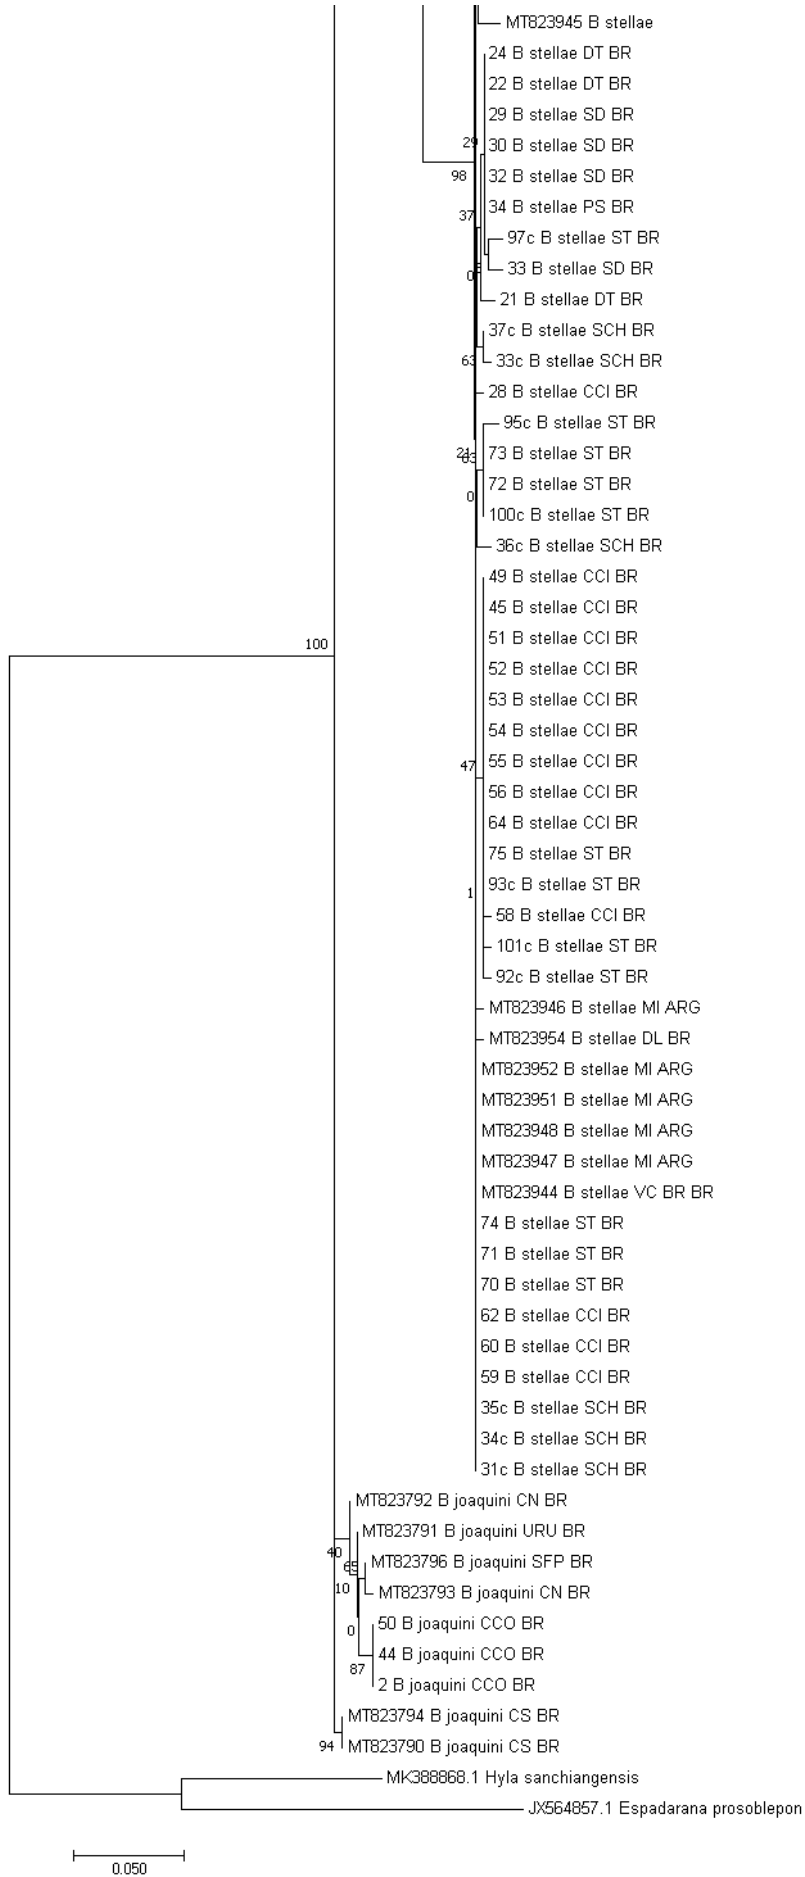 MT823945 B stellae
24 B stellae DT BR
22 B stellae DT BR
29 B stellae SD BR
29
30 B stellae SD BR
98
32 B stellae SD BR
34 B stellae PS BR
37
97c B stellae ST BR
33 B stellae SD BR
0
21 B stellae DT BR
37c B stellae SCH BR
63
33c B stellae SCH BR
28 B stellae CCI BR
95c B stellae ST BR
21
63
73 B stellae ST BR
72 B stellae ST BR
0
100c B stellae ST BR
36c B stellae SCH BR
49 B stellae CCI BR
45 B stellae CCI BR
51 B stellae CCI BR
100
52 B stellae CCI BR
53 B stellae CCI BR
54 B stellae CCI BR
47
55 B stellae CCI BR
56 B stellae CCI BR
64 B stellae CCI BR
75 B stellae ST BR
93c B stellae ST BR
1
58 B stellae CCI BR
101c B stellae ST BR
92c B stellae ST BR
MT823946 B stellae MI ARG
MT823954 B stellae DL BR
MT823952 B stellae MI ARG
MT823951 B stellae MI ARG
MT823948 B stellae MI ARG
MT823947 B stellae MI ARG
MT823944 B stellae VC BR BR
74 B stellae ST BR
71 B stellae ST BR
70 B stellae ST BR
62 B stellae CCI BR
60 B stellae CCI BR
59 B stellae CCI BR
35c B stellae SCH BR
34c B stellae SCH BR
31c B stellae SCH BR
MT823792 B joaquini CN BR
MT823791 B joaquini URU BR
40
65
MT823796 B joaquini SFP BR
10
MT823793 B joaquini CN BR
50 B joaquini CCO BR
0
44 B joaquini CCO BR
87
2 B joaquini CCO BR
MT823794 B joaquini CS BR
94
MT823790 B joaquini CS BR
MK388868.1 Hyla sanchiangensis
JX564857.1 Espadarana prosoblepon
0.050